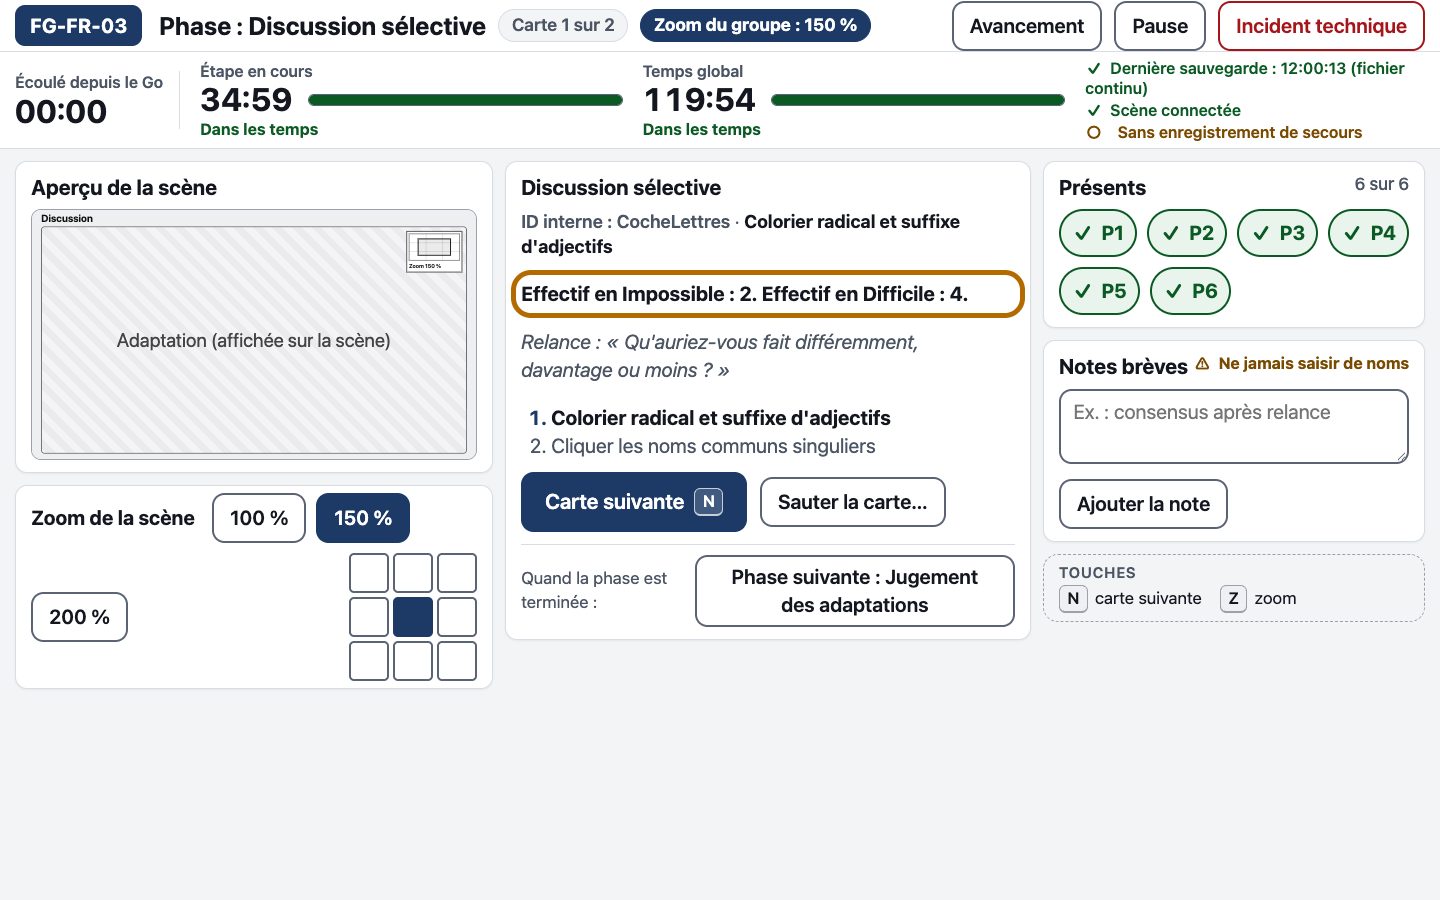 FG-FR-03
Phase : Discussion sélective
Carte 1 sur 2
Zoom du groupe : 150 %
Avancement
Pause
Incident technique
Écoulé depuis le Go
00:00
Étape en cours
34:59
Dans les temps
Temps global
119:54
Dans les temps
Dernière sauvegarde : 12:00:13 (fichier
continu)
Scène connectée
Sans enregistrement de secours
Aperçu de la scène
Discussion
Zoom 150 %
Adaptation (affichée sur la scène)
Zoom de la scène
100 %
150 %
200 %
Discussion sélective
ID interne : CocheLettres · Colorier radical et suffixe
d'adjectifs
Effectif en Impossible : 2. Effectif en Difficile : 4.
Relance : « Qu'auriez-vous fait différemment,
davantage ou moins ? »
1. Colorier radical et suffixe d'adjectifs
2. Cliquer les noms communs singuliers
Carte suivante N
Sauter la carte...
Quand la phase est
terminée :
Phase suivante : Jugement
des adaptations
Présents
6 sur 6
P1
P2
P3
P4
P5
P6
Notes brèves
Ne jamais saisir de noms
Ex. : consensus après relance
Ajouter la note
TOUCHES
N carte suivante Z zoom